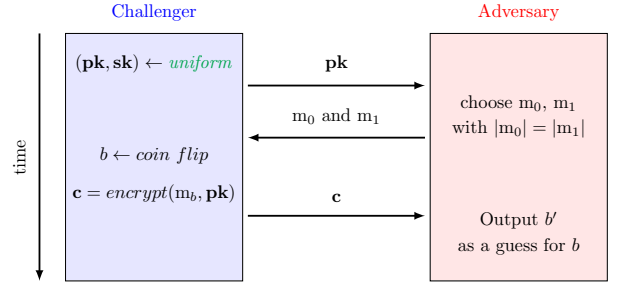 Challenger
Adversary
(pk, sk) ← uniform
pk
choose m₀, m₁
with |m₀| = |m₁|
m₀ and m₁
b ← coin flip
c = encrypt(m_b, pk)
c
Output b′
as a guess for b
time